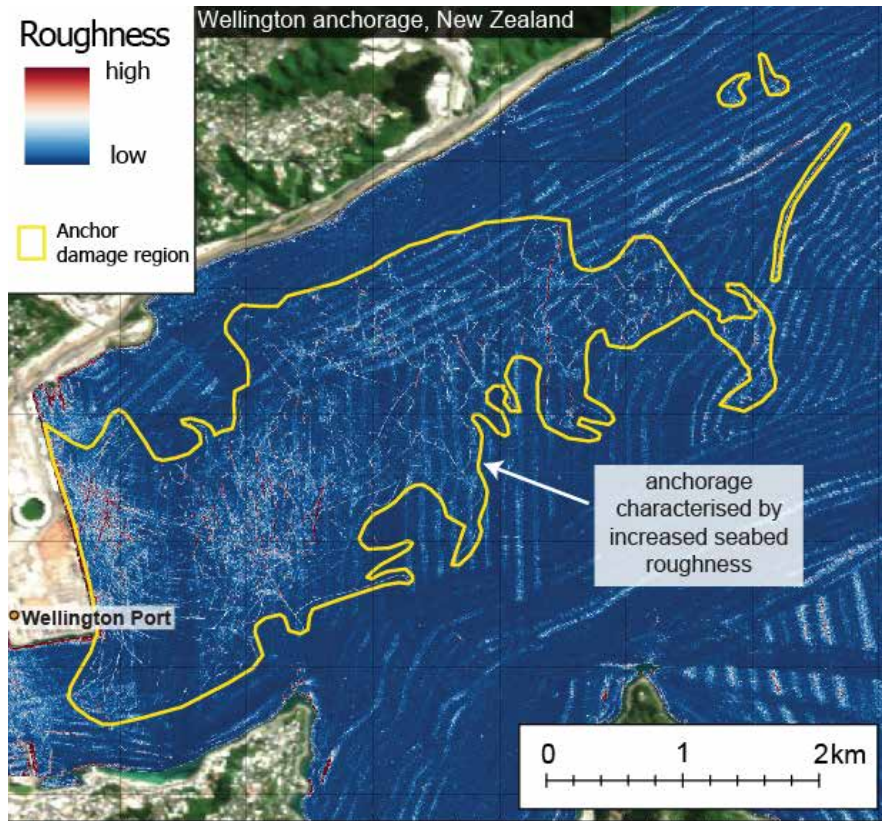 Wellington anchorage, New Zealand
Roughness
high
low
Anchor
damage region
anchorage
characterised by
increased seabed
roughness
Wellington Port
0 1 2km